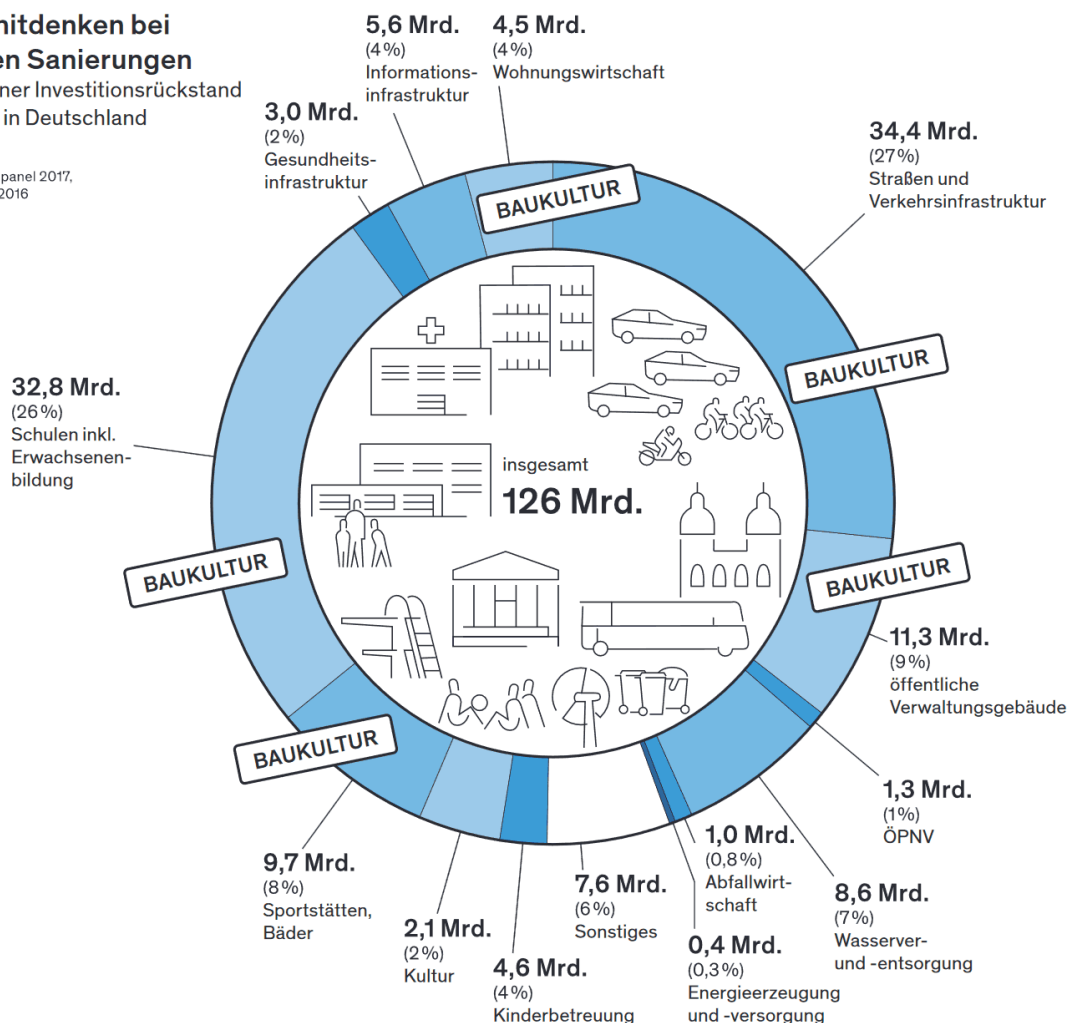 mitdenken bei
en Sanierungen
ner Investitionsrückstand
in Deutschland
panel 2017,
2016
5,6 Mrd.
(4 %)
Informations-
infrastruktur
4,5 Mrd.
(4 %)
Wohnungswirtschaft
3,0 Mrd.
(2 %)
Gesundheits-
infrastruktur
34,4 Mrd.
(27 %)
Straßen und
Verkehrsinfrastruktur
BAUKULTUR
BAUKULTUR
32,8 Mrd.
(26 %)
Schulen inkl.
Erwachsenen-
bildung
insgesamt
126 Mrd.
BAUKULTUR
BAUKULTUR
11,3 Mrd.
(9 %)
öffentliche
Verwaltungsgebäude
BAUKULTUR
1,3 Mrd.
(1 %)
ÖPNV
1,0 Mrd.
(0,8 %)
Abfallwirt-
schaft
9,7 Mrd.
(8 %)
Sportstätten,
Bäder
7,6 Mrd.
(6 %)
Sonstiges
8,6 Mrd.
(7 %)
Wasserver-
und -entsorgung
2,1 Mrd.
(2 %)
Kultur
0,4 Mrd.
(0,3 %)
Energieerzeugung
und -versorgung
4,6 Mrd.
(4 %)
Kinderbetreuung